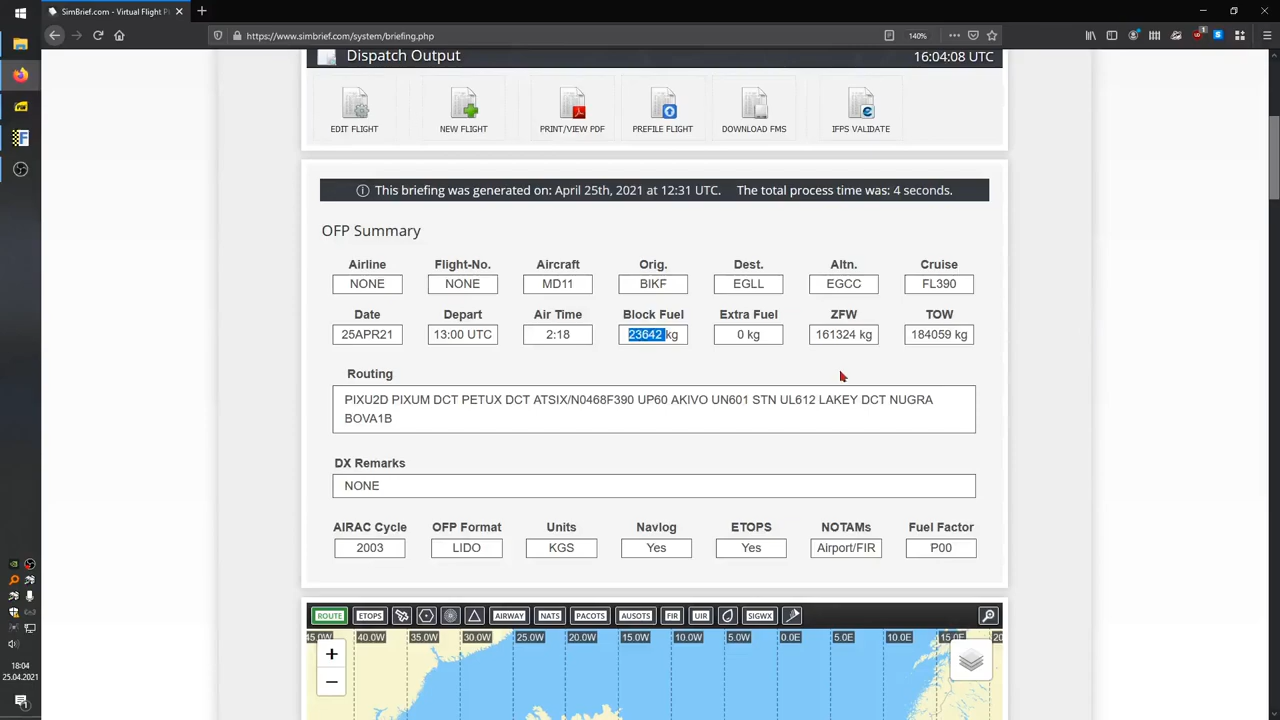 SimBrief.com - Virtual Flight Pl
https://www.simbrief.com/system/briefing.php
140%
Dispatch Output
16:04:08 UTC
EDIT FLIGHT
NEW FLIGHT
PRINT/VIEW PDF
PREFILE FLIGHT
DOWNLOAD FMS
IFPS VALIDATE
This briefing was generated on: April 25th, 2021 at 12:31 UTC. The total process time was: 4 seconds.
OFP Summary
Airline Flight-No. Aircraft Orig. Dest. Altn. Cruise
NONE NONE MD11 BIKF EGLL EGCC FL390
Date Depart Air Time Block Fuel Extra Fuel ZFW TOW
25APR21 13:00 UTC 2:18 23642 kg 0 kg 161324 kg 184059 kg
Routing
PIXU2D PIXUM DCT PETUX DCT ATSIX/N0468F390 UP60 AKIVO UN601 STN UL612 LAKEY DCT NUGRA
BOVA1B
DX Remarks
NONE
AIRAC Cycle OFP Format Units Navlog ETOPS NOTAMs Fuel Factor
2003 LIDO KGS Yes Yes Airport/FIR P00
ROUTE ETOPS AIRWAY NATS PACOTS AUSOTS FIR UIR SIGWX
45.0W 40.0W 35.0W 30.0W 25.0W 20.0W 15.0W 10.0W 5.0W 0.0E 5.0E 10.0E 15.0E
+
−
18:04
25.04.2021